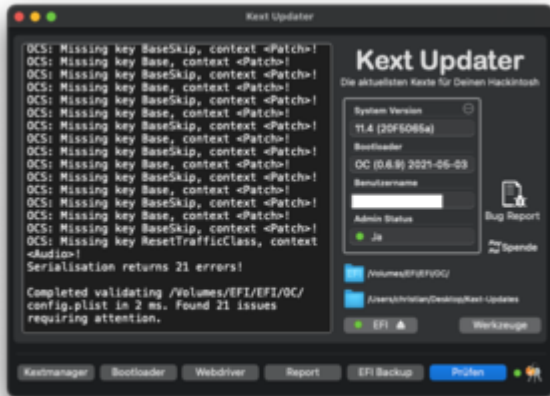 Kext Updater
OCS: Missing key BaseSkip, context <Patch>!
OCS: Missing key Base, context <Patch>!
OCS: Missing key BaseSkip, context <Patch>!
OCS: Missing key Base, context <Patch>!
OCS: Missing key BaseSkip, context <Patch>!
OCS: Missing key Base, context <Patch>!
OCS: Missing key BaseSkip, context <Patch>!
OCS: Missing key Base, context <Patch>!
OCS: Missing key BaseSkip, context <Patch>!
OCS: Missing key Base, context <Patch>!
OCS: Missing key BaseSkip, context <Patch>!
OCS: Missing key Base, context <Patch>!
OCS: Missing key BaseSkip, context <Patch>!
OCS: Missing key Base, context <Patch>!
OCS: Missing key BaseSkip, context <Patch>!
OCS: Missing key ResetTrafficClass, context
<Audio>!
Serialisation returns 21 errors!
Completed validating /Volumes/EFI/EFI/OC/
config.plist in 2 ms. Found 21 issues
requiring attention.
Kext Updater
Die aktuellsten Kexte für Deinen Hackintosh
System Version
11.4 (20F5065a)
Bootloader
OC (0.6.9) 2021-05-03
Benutzername
Admin Status
Ja
Bug Report
PayPal Spende
EFI /Volumes/EFI/EFI/OC/
/Users/christian/Desktop/Kext-Updates
EFI
Werkzeuge
Kextmanager
Bootloader
Webdriver
Report
EFI Backup
Prüfen